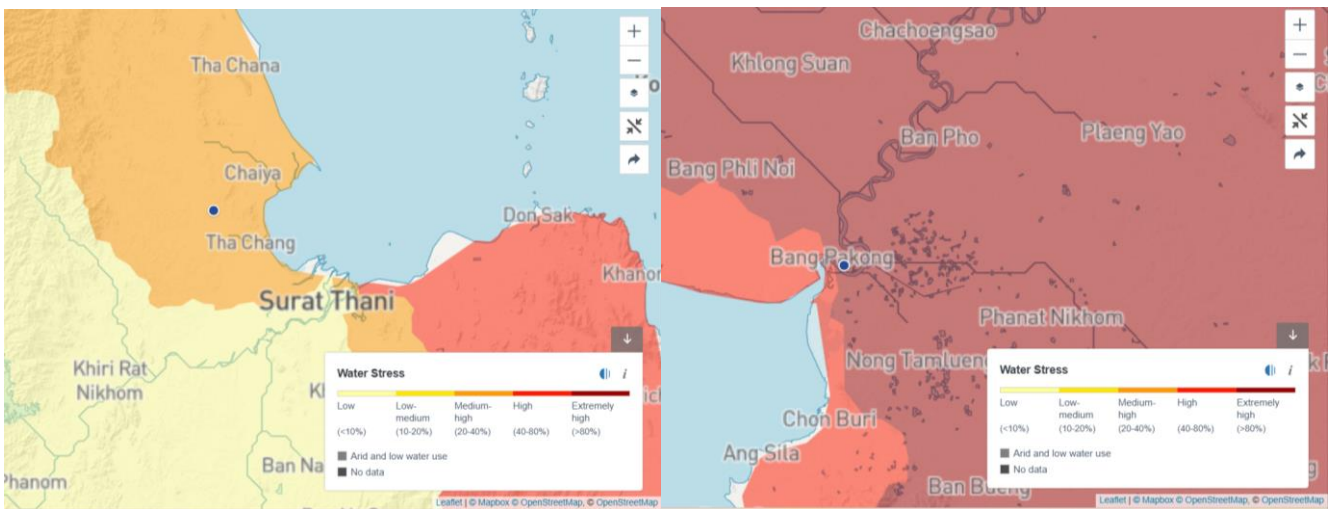 Tha Chana
Chaiya
Tha Chang
Surat Thani
Don Sak
Khanom
Khiri Rat
Nikhom
Ban Na
Phanom
+
−
Water Stress
i
Low
Low-
medium
Medium-
high
High
Extremely
high
(<10%)
(10-20%)
(20-40%)
(40-80%)
(>80%)
Arid and low water use
No data
Leaflet | © Mapbox © OpenStreetMap, © OpenStreetMap
Chachoengsao
Khlong Suan
Ban Pho
Plaeng Yao
Bang Phli Noi
Bang Pakong
Phanat Nikhom
Nong Tamlueng
Chon Buri
Ang Sila
Ban Bueng
+
−
Water Stress
i
Low
Low-
medium
Medium-
high
High
Extremely
high
(<10%)
(10-20%)
(20-40%)
(40-80%)
(>80%)
Arid and low water use
No data
Leaflet | © Mapbox © OpenStreetMap, © OpenStreetMap